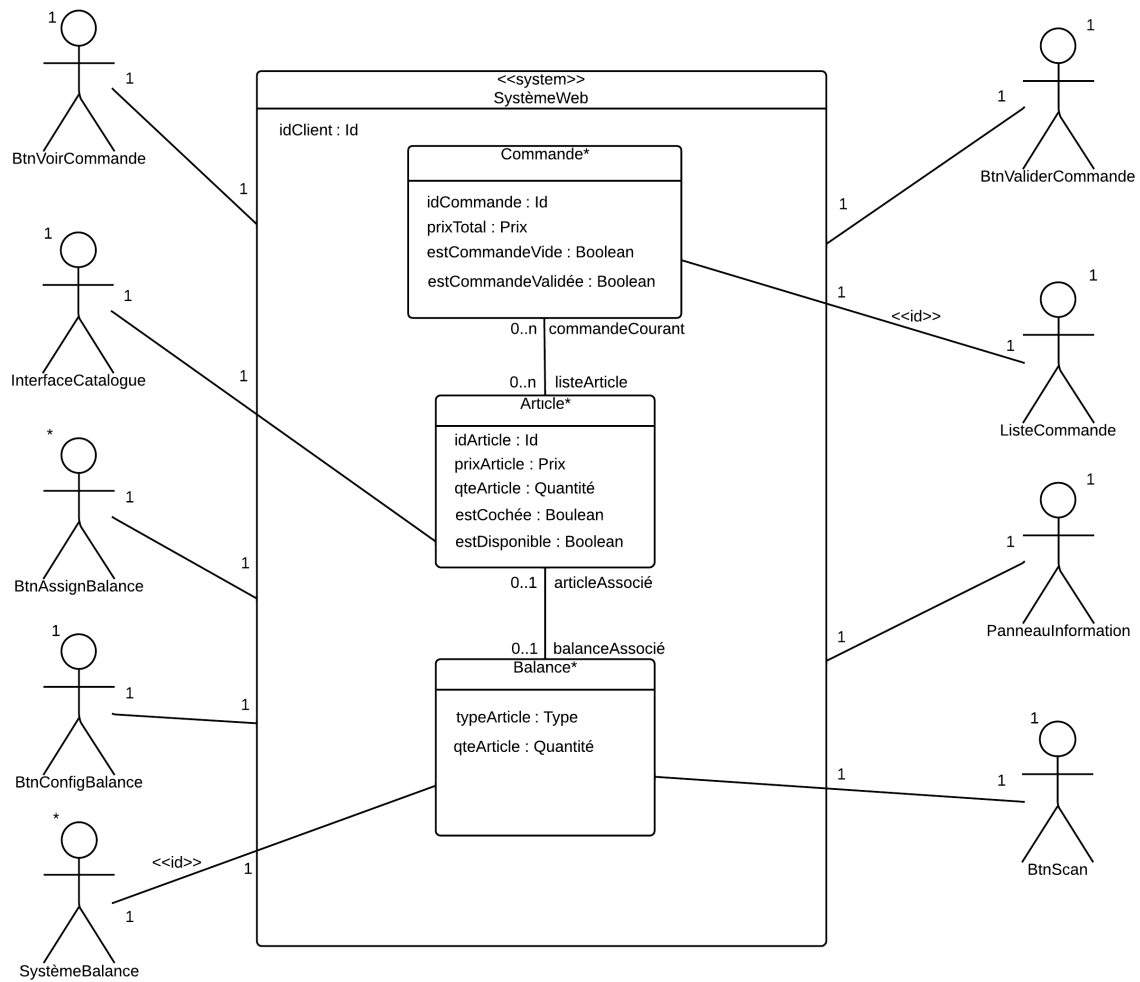 1
1
BtnVoirCommande
1
1
1
InterfaceCatalogue
1
*
1
BtnAssignBalance
1
1
1
BtnConfigBalance
1
*
<<id>>
1
1
SystèmeBalance
<<system>>
SystèmeWeb
idClient : Id
Commande*
idCommande : Id
prixTotal : Prix
estCommandeVide : Boolean
estCommandeValidée : Boolean
0..n commandeCourant
0..n listeArticle
Article*
idArticle : Id
prixArticle : Prix
qteArticle : Quantité
estCochée : Boulean
estDisponible : Boolean
0..1 articleAssocié
0..1 balanceAssocié
Balance*
typeArticle : Type
qteArticle : Quantité
1
1
BtnValiderCommande
1
1
1
<<id>>
1
ListeCommande
1
1
PanneauInformation
1
1
1
1
BtnScan